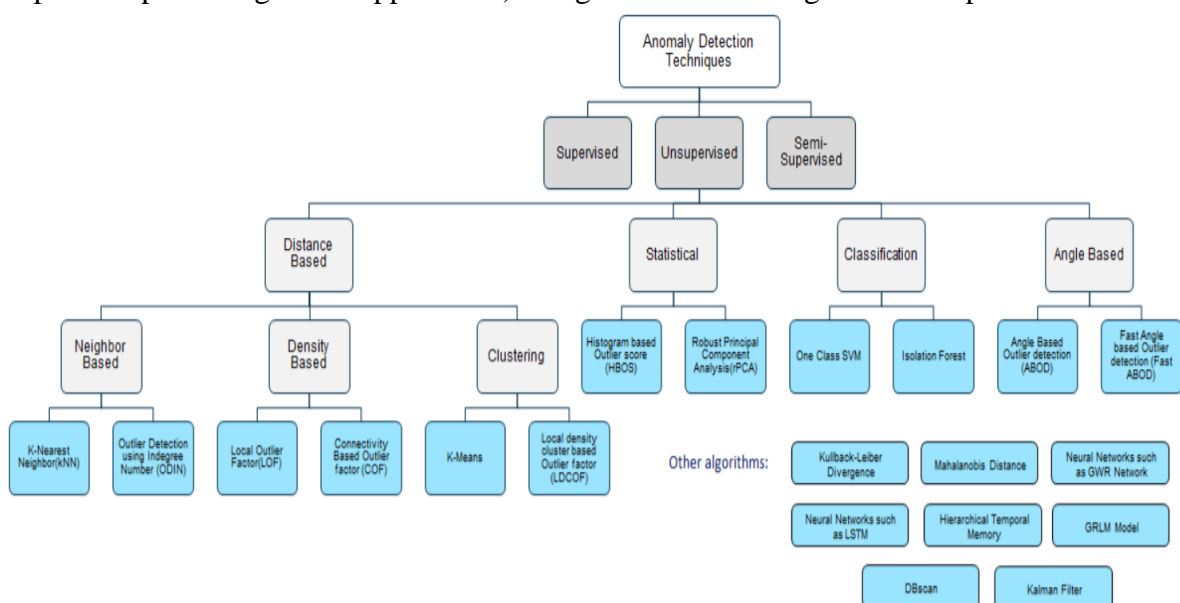 Anomaly Detection
Techniques
Supervised
Unsupervised
Semi-
Supervised
Distance
Based
Statistical
Classification
Angle Based
Neighbor
Based
Density
Based
Clustering
Histogram based
Outlier score
(HBOS)
Robust Principal
Component
Analysis(rPCA)
One Class SVM
Isolation Forest
Angle Based
Outlier detection
(ABOD)
Fast Angle
based Outlier
detection (Fast
ABOD)
K-Nearest
Neighbor(kNN)
Outlier Detection
using Indegree
Number (ODIN)
Local Outlier
Factor(LOF)
Connectivity
Based Outlier
factor (COF)
K-Means
Local density
cluster based
Outlier factor
(LDCOF)
Other algorithms:
Kullback-Leiber
Divergence
Mahalanobis Distance
Neural Networks such
as GWR Network
Neural Networks such
as LSTM
Hierarchical Temporal
Memory
GRLM Model
DBscan
Kalman Filter